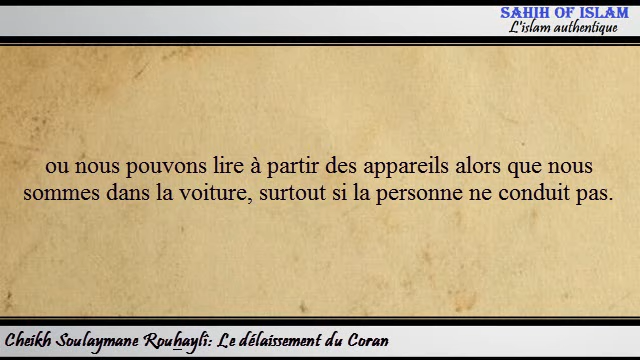 SAHIH OF ISLAM
L'islam authentique
ou nous pouvons lire à partir des appareils alors que nous
sommes dans la voiture, surtout si la personne ne conduit pas.
Cheikh Soulaymane Rouhayli: Le délaissement du Coran